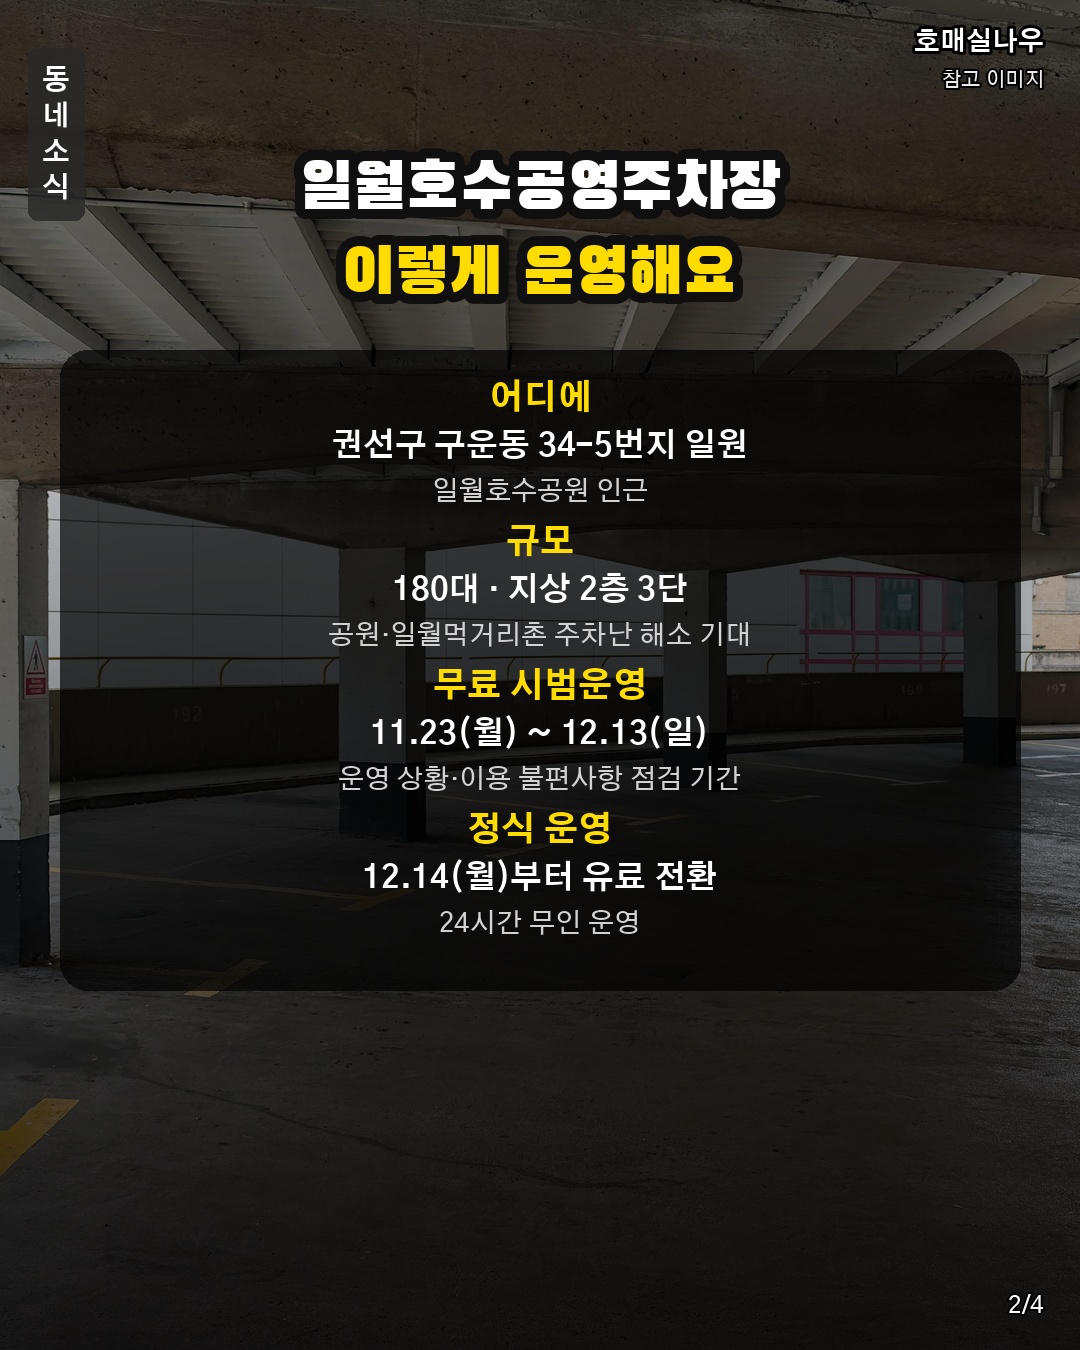 동네소식
호매실나우
참고 이미지
일월호수공영주차장
이렇게 운영해요
어디에
권선구 구운동 34-5번지 일원
일월호수공원 인근
규모
180대 · 지상 2층 3단
공원·일월먹거리촌 주차난 해소 기대
무료 시범운영
11.23(월) ~ 12.13(일)
운영 상황·이용 불편사항 점검 기간
정식 운영
12.14(월)부터 유료 전환
24시간 무인 운영
192
197
2/4